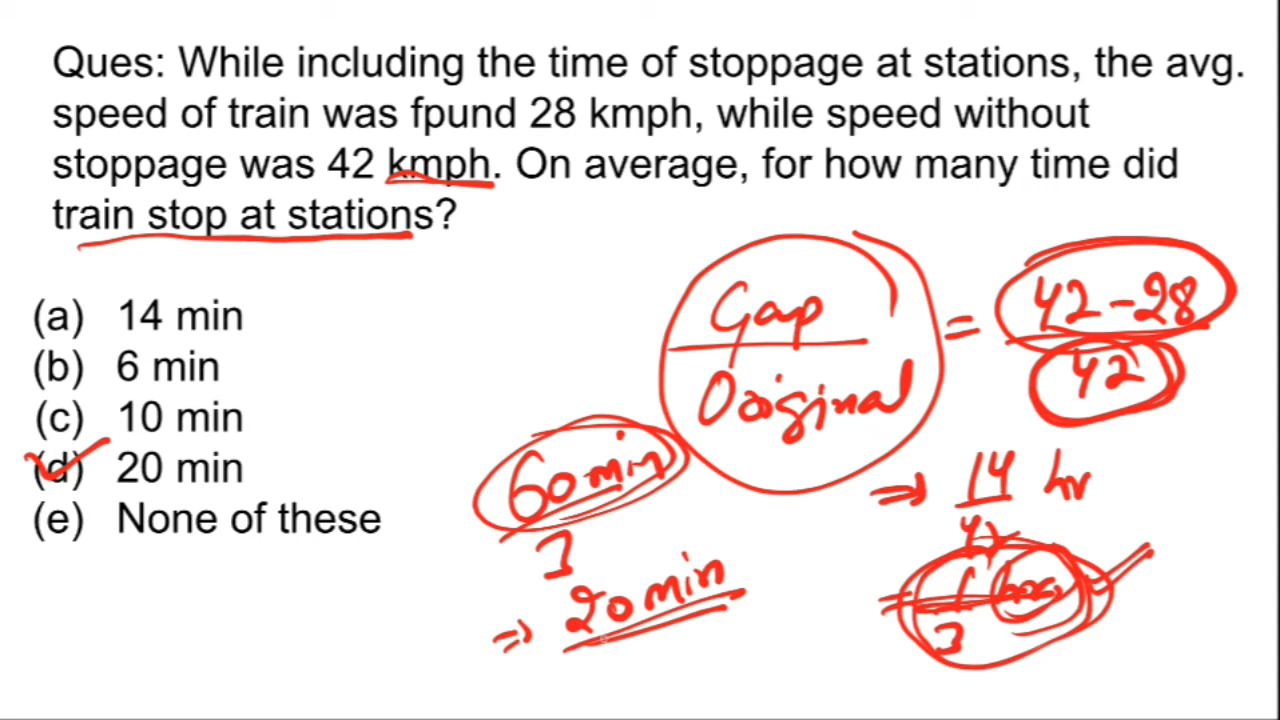 Ques: While including the time of stoppage at stations, the avg.
speed of train was fpund 28 kmph, while speed without
stoppage was 42 kmph. On average, for how many time did
train stop at stations?
(a) 14 min
(b) 6 min
(c) 10 min
(d) 20 min
(e) None of these
Gap
Original
= 42 - 28
42
⇒ 14 hr
42
1
3
60 min
3
⇒ 20 min